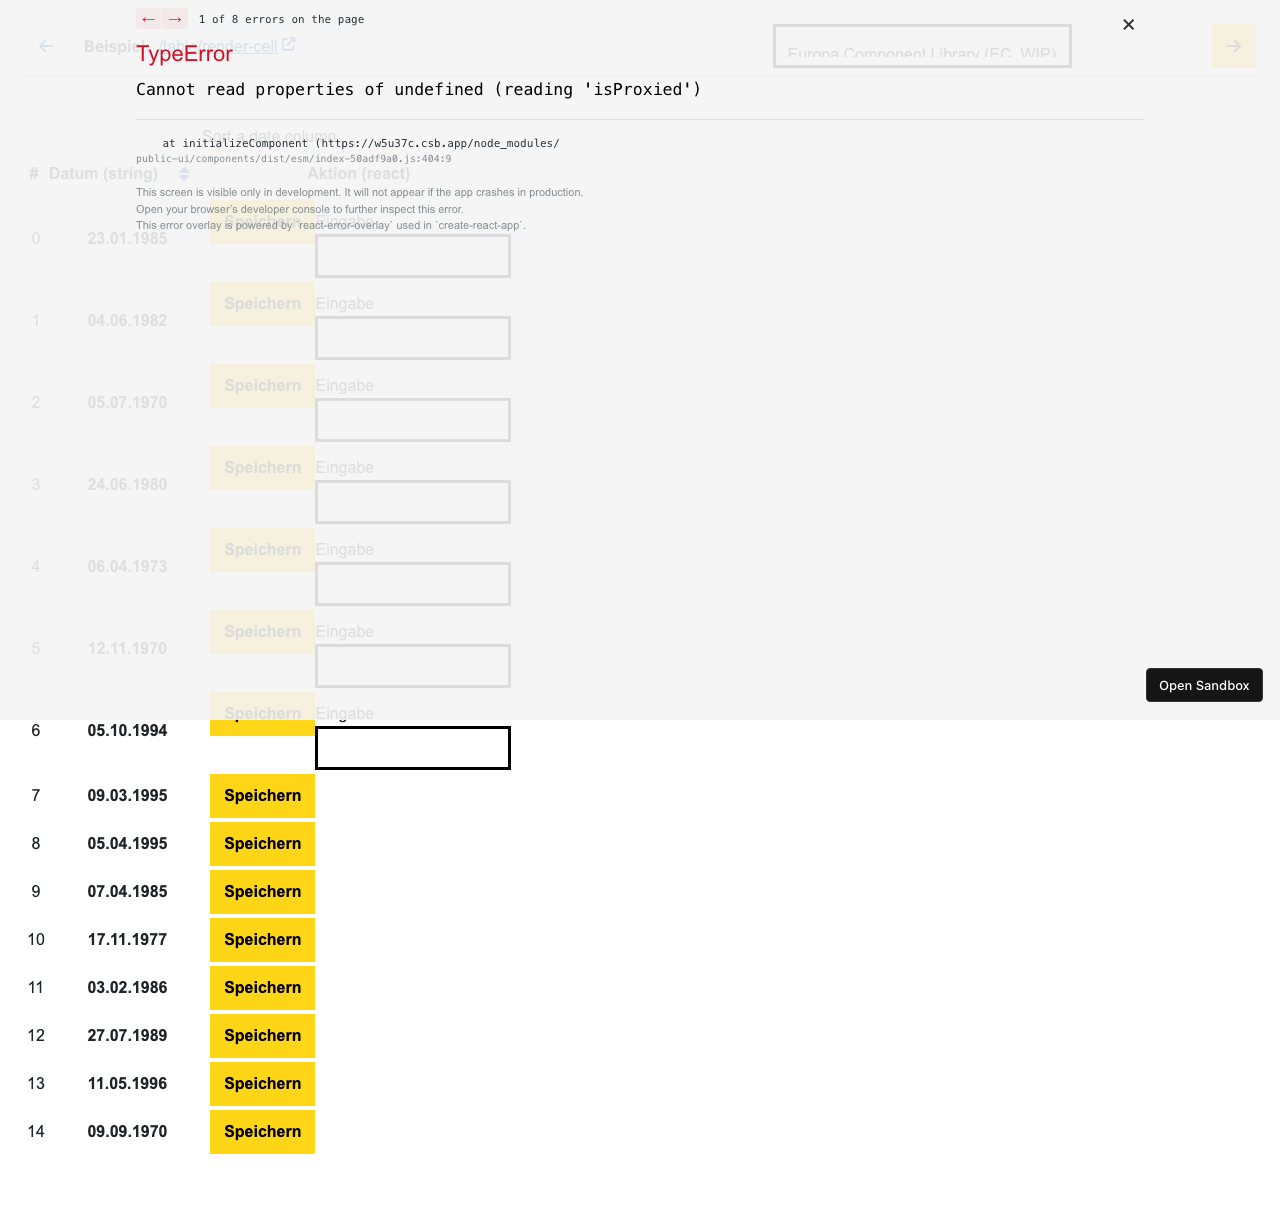 ← → 1 of 8 errors on the page
Beispiel /table/render-cell
Europa Component Library (EC, WIP)
TypeError
Cannot read properties of undefined (reading 'isProxied')
Sort a date column
at initializeComponent (https://w5u37c.csb.app/node_modules/
public-ui/components/dist/esm/index-50adf9a0.js:404:9
# Datum (string) Aktion (react)
This screen is visible only in development. It will not appear if the app crashes in production.
Open your browser's developer console to further inspect this error.
This error overlay is powered by `react-error-overlay` used in `create-react-app`.
0 23.01.1985 Speichern Eingabe
1 04.06.1982 Speichern Eingabe
2 05.07.1970 Speichern Eingabe
3 24.06.1980 Speichern Eingabe
4 06.04.1973 Speichern Eingabe
5 12.11.1970 Speichern Eingabe
Open Sandbox
6 05.10.1994 Speichern Eingabe
7 09.03.1995 Speichern
8 05.04.1995 Speichern
9 07.04.1985 Speichern
10 17.11.1977 Speichern
11 03.02.1986 Speichern
12 27.07.1989 Speichern
13 11.05.1996 Speichern
14 09.09.1970 Speichern